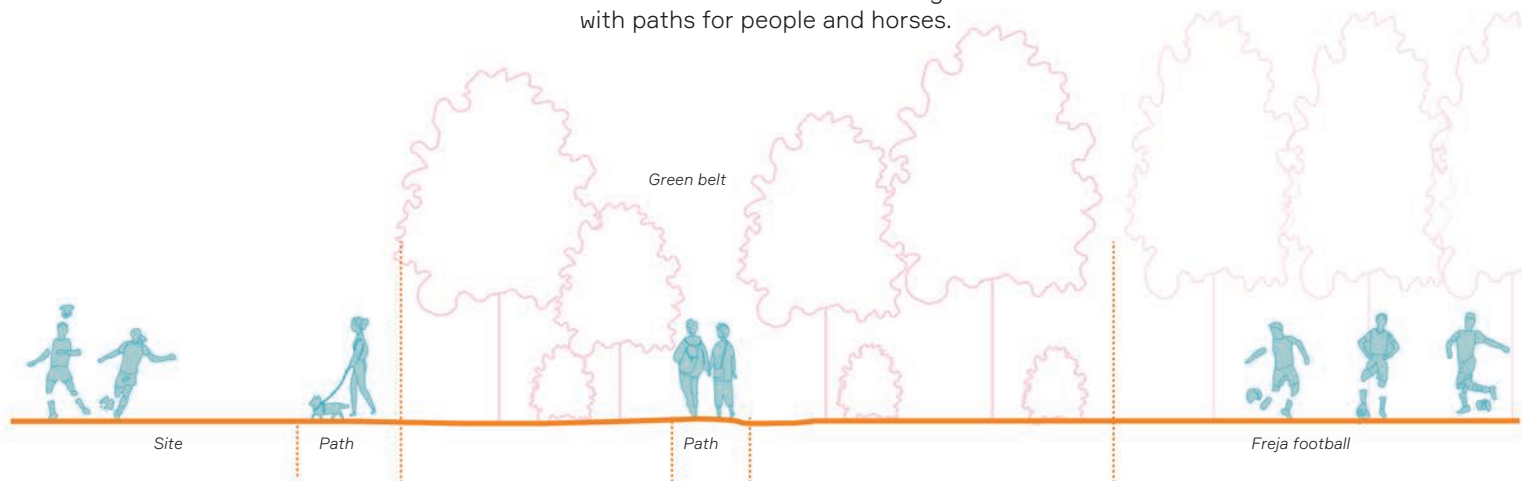 with paths for people and horses.
Green belt
Site
Path
Path
Freja football